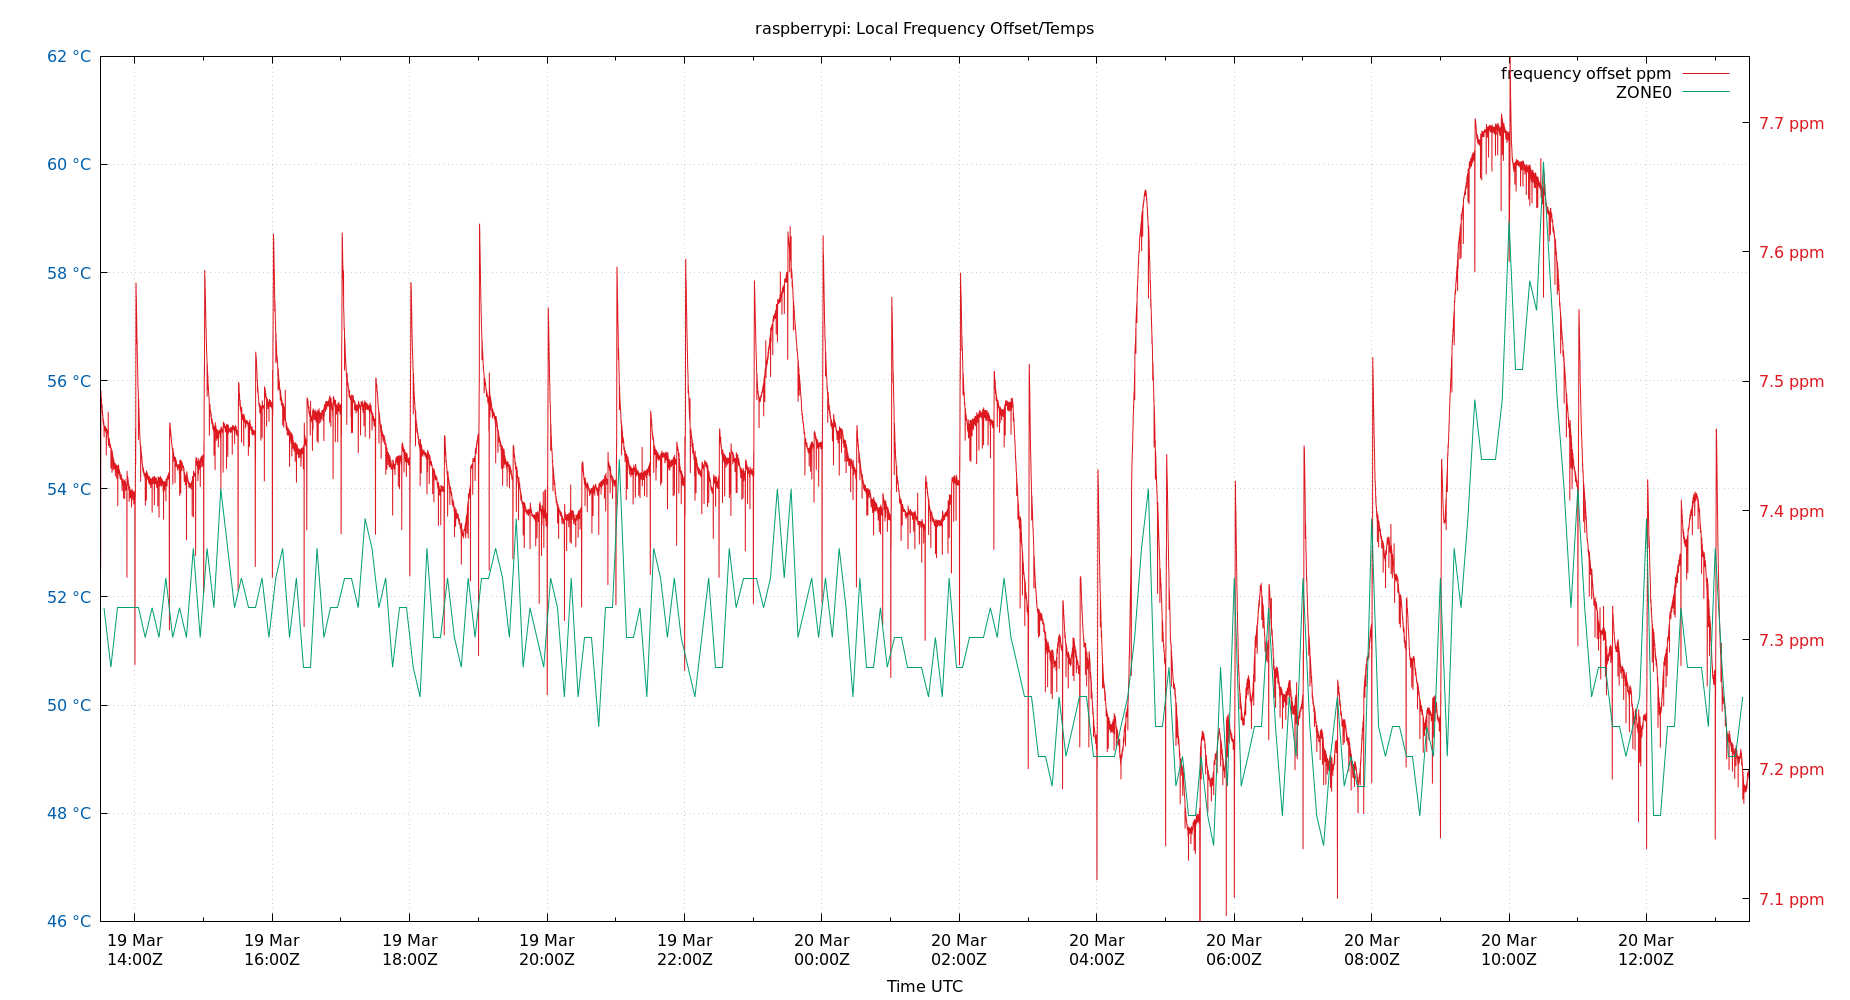 raspberrypi: Local Frequency Offset/Temps
62 °C
60 °C
58 °C
56 °C
54 °C
52 °C
50 °C
48 °C
46 °C
frequency offset ppm
ZONE0
7.7 ppm
7.6 ppm
7.5 ppm
7.4 ppm
7.3 ppm
7.2 ppm
7.1 ppm
19 Mar 19 Mar 19 Mar 19 Mar 19 Mar 20 Mar 20 Mar 20 Mar 20 Mar 20 Mar 20 Mar 20 Mar
14:00Z 16:00Z 18:00Z 20:00Z 22:00Z 00:00Z 02:00Z 04:00Z 06:00Z 08:00Z 10:00Z 12:00Z
Time UTC